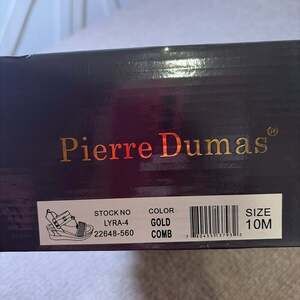 Pierre Dumas®
STOCK NO COLOR SIZE
LYRA-4 GOLD 10M
22648-560 COMB